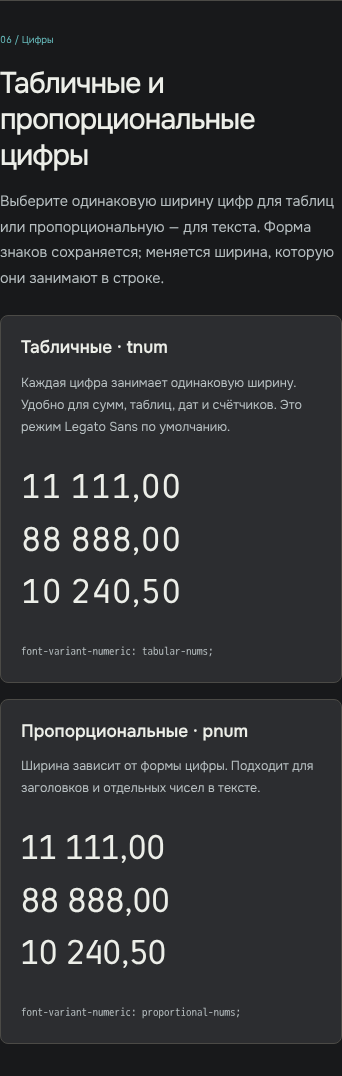 06 / Цифры
Табличные и
пропорциональные
цифры
Выберите одинаковую ширину цифр для таблиц
или пропорциональную — для текста. Форма
знаков сохраняется; меняется ширина, которую
они занимают в строке.
Табличные · tnum
Каждая цифра занимает одинаковую ширину.
Удобно для сумм, таблиц, дат и счётчиков. Это
режим Legato Sans по умолчанию.
11 111,00
88 888,00
10 240,50
font-variant-numeric: tabular-nums;
Пропорциональные · pnum
Ширина зависит от формы цифры. Подходит для
заголовков и отдельных чисел в тексте.
11 111,00
88 888,00
10 240,50
font-variant-numeric: proportional-nums;